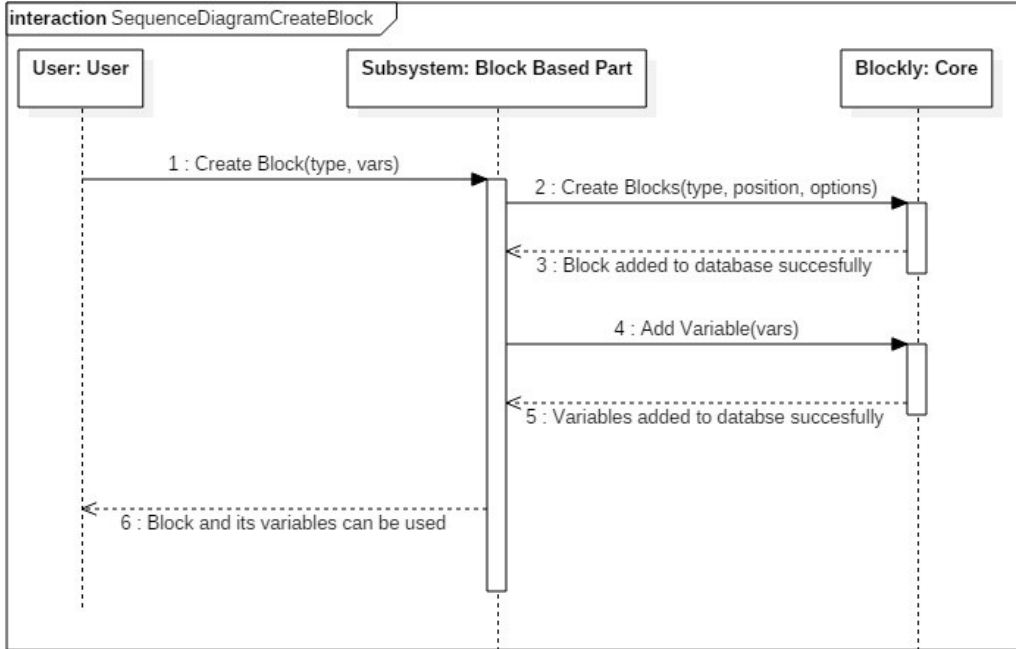 interaction SequenceDiagramCreateBlock
User: User
Subsystem: Block Based Part
Blockly: Core
1 : Create Block(type, vars)
2 : Create Blocks(type, position, options)
3 : Block added to database succesfully
4 : Add Variable(vars)
5 : Variables added to databse succesfully
6 : Block and its variables can be used